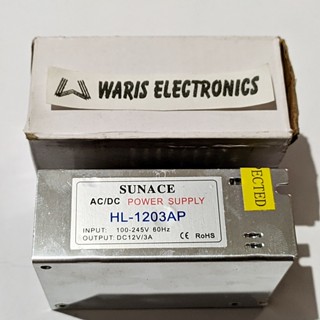 WARIS ELECTRONICS
SUNACE
AC/DC POWER SUPPLY
HL-1203AP
INPUT: 100-245V 60Hz
OUTPUT: DC12V/3A CE RoHS